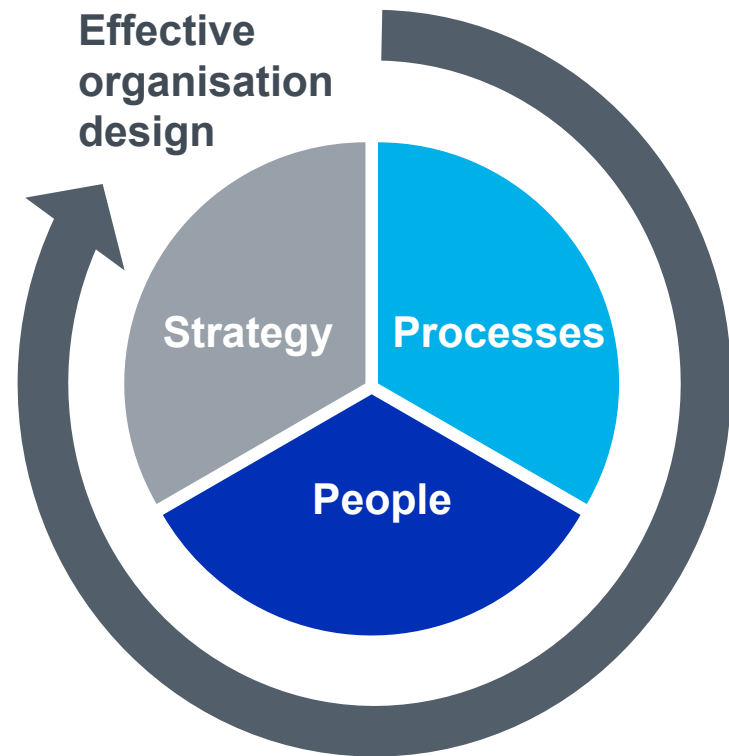 Effective
organisation
design
Strategy
Processes
People